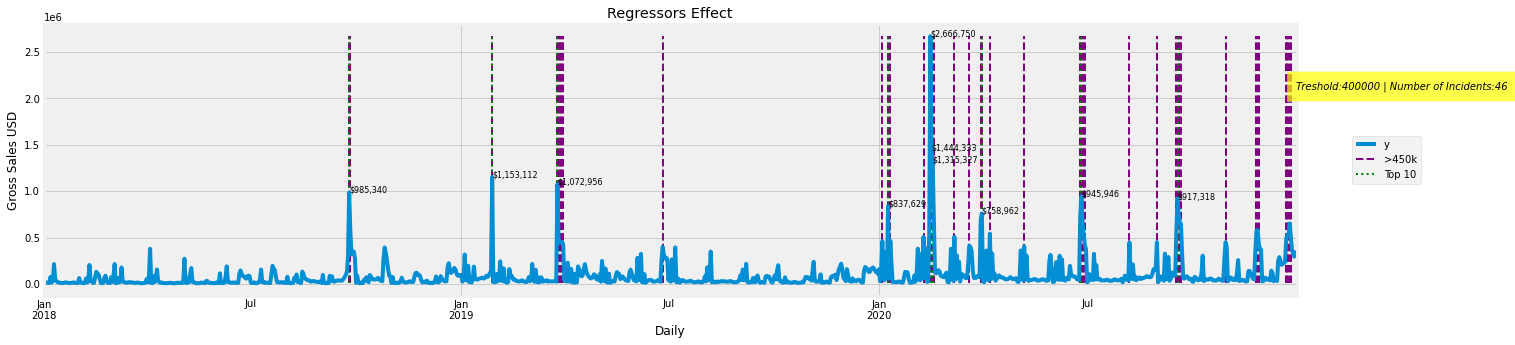 Regressors Effect
1e6
2.5
2.0
1.5
1.0
0.5
0.0
Gross Sales USD
$985,340
$1,153,112
$1,072,956
$837,629
$2,666,750
$1,444,333
$1,315,327
$758,962
$945,946
$917,318
Treshold:400000 | Number of Incidents:46
y
>450k
Top 10
Jan
2018
Jul
Jan
2019
Jul
Jan
2020
Jul
Daily